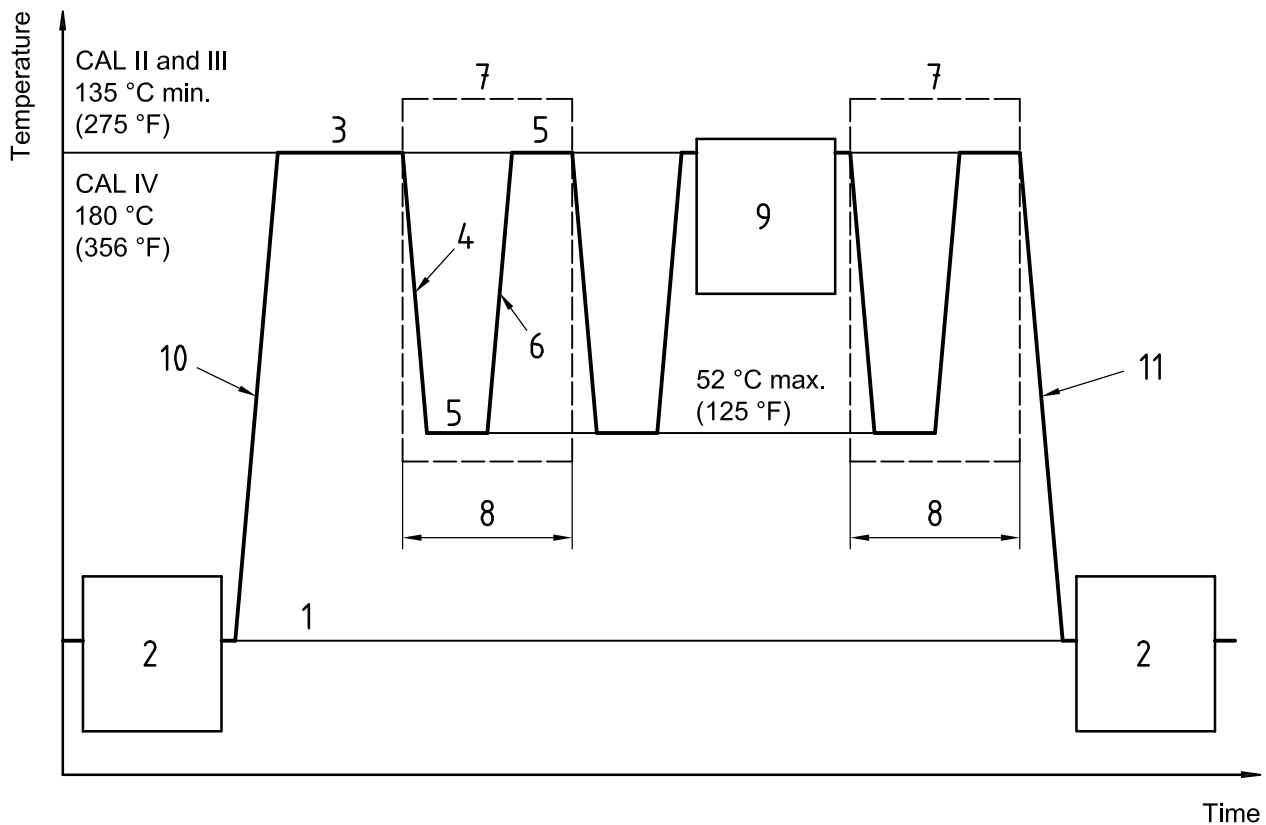 Temperature
CAL II and III
135 °C min.
(275 °F)
7
7
3
5
CAL IV
180 °C
(356 °F)
9
4
6
10
52 °C max.
(125 °F)
11
5
8
8
1
2
2
Time